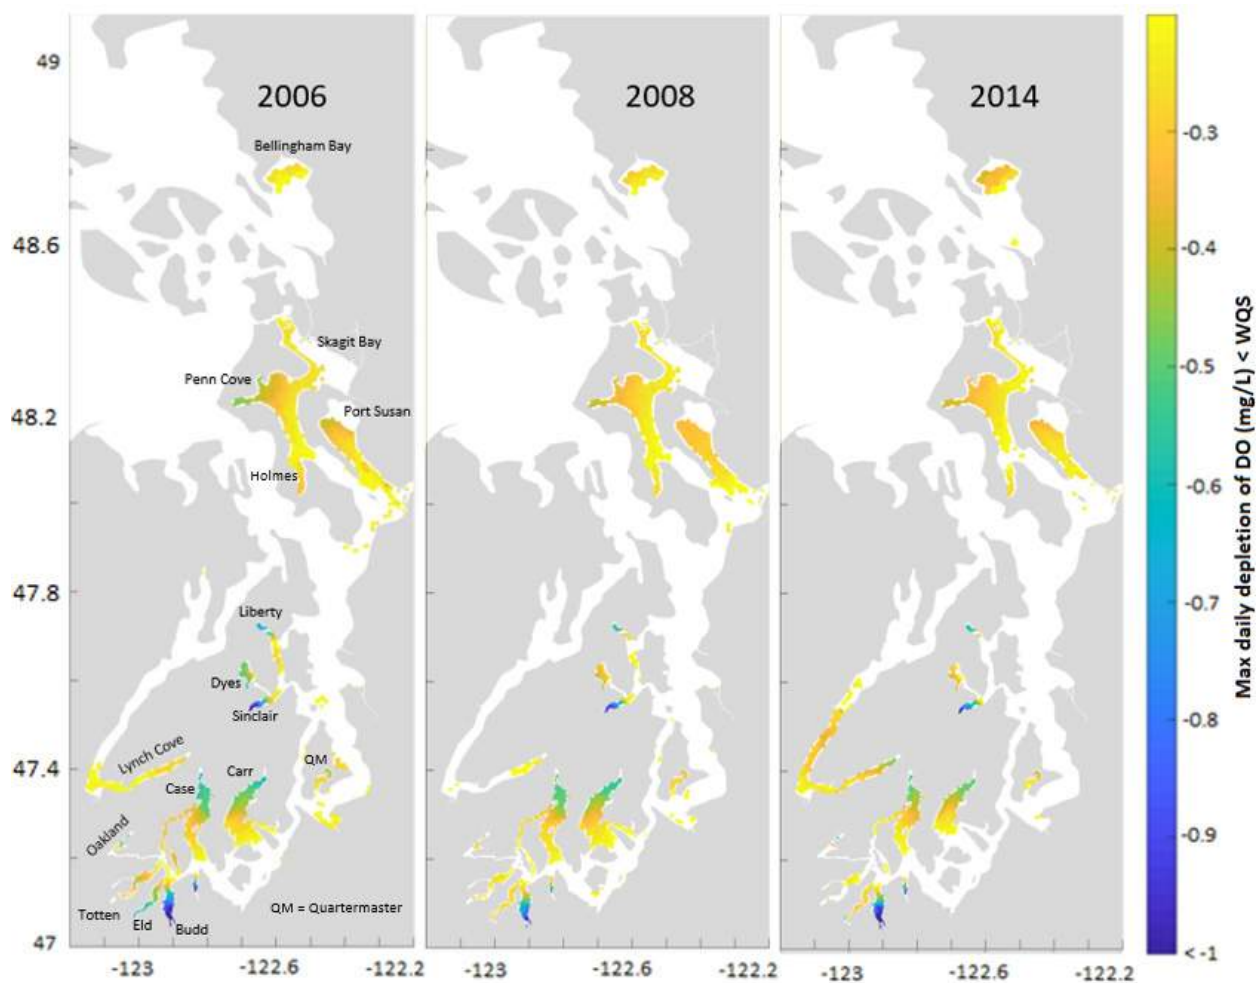 49
48.6
48.2
47.8
47.4
47
2006
2008
2014
Bellingham Bay
Skagit Bay
Penn Cove
Port Susan
Holmes
Liberty
Dyes
Sinclair
Lynch Cove
QM
Carr
Case
Oakland
Totten
Eld
Budd
QM = Quartermaster
-123
-122.6
-122.2
-123
-122.6
-122.2
-123
-122.6
-122.2
-0.3
-0.4
-0.5
-0.6
-0.7
-0.8
-0.9
< -1
Max daily depletion of DO (mg/L) < WQS